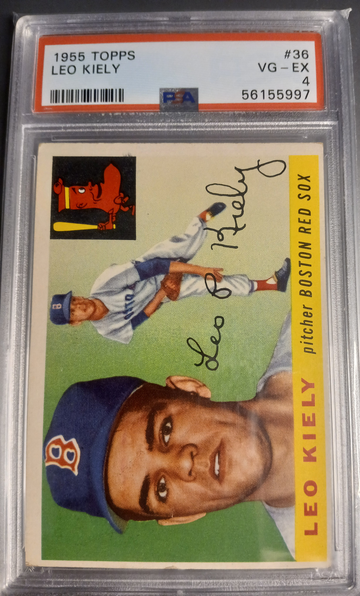 1955 TOPPS #36
LEO KIELY VG-EX
PSA 4
56155997
Leo P. Kiely
B
B
LEO KIELY
pitcher BOSTON RED SOX